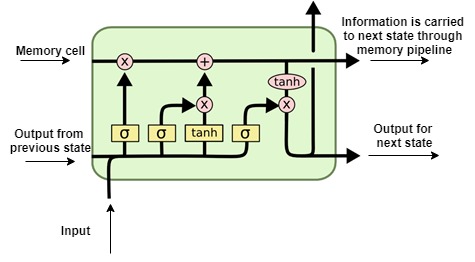 Memory cell
Information is carried
to next state through
memory pipeline
x
+
tanh
x
x
Output from
previous state
σ
σ
tanh
σ
Output for
next state
Input